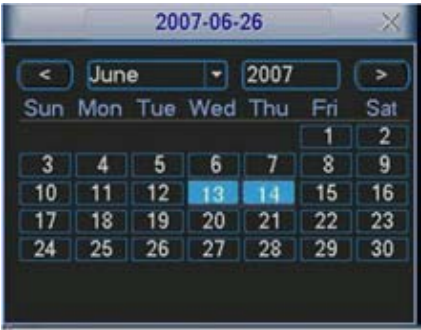 2007-06-26
< June 2007 >
Sun Mon Tue Wed Thu Fri Sat
1 2
3 4 5 6 7 8 9
10 11 12 13 14 15 16
17 18 19 20 21 22 23
24 25 26 27 28 29 30